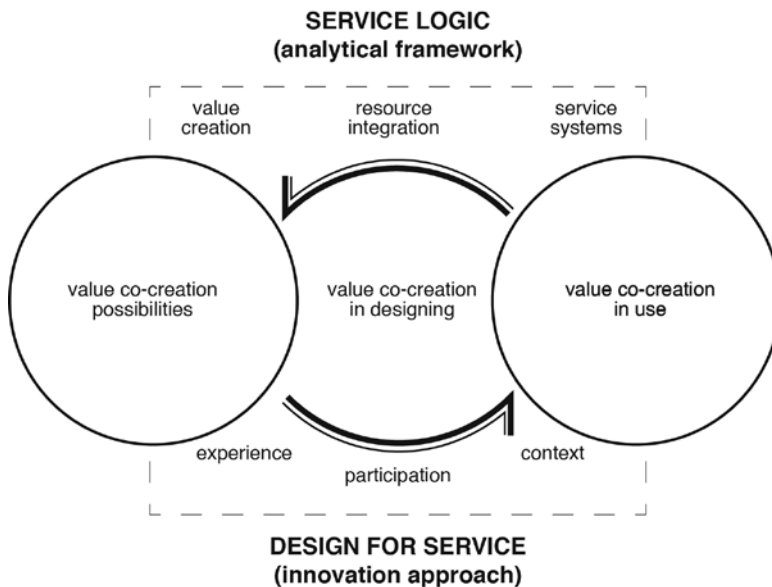 SERVICE LOGIC
(analytical framework)
value
creation
resource
integration
service
systems
value co-creation
possibilities
value co-creation
in designing
value co-creation
in use
experience
participation
context
DESIGN FOR SERVICE
(innovation approach)